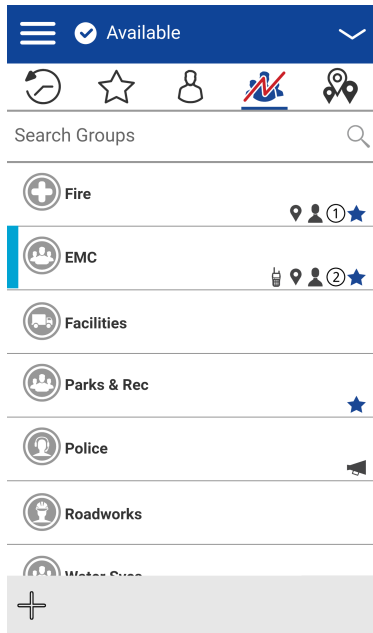 Available
Search Groups
Fire
1
EMC
2
Facilities
Parks & Rec
Police
Roadworks